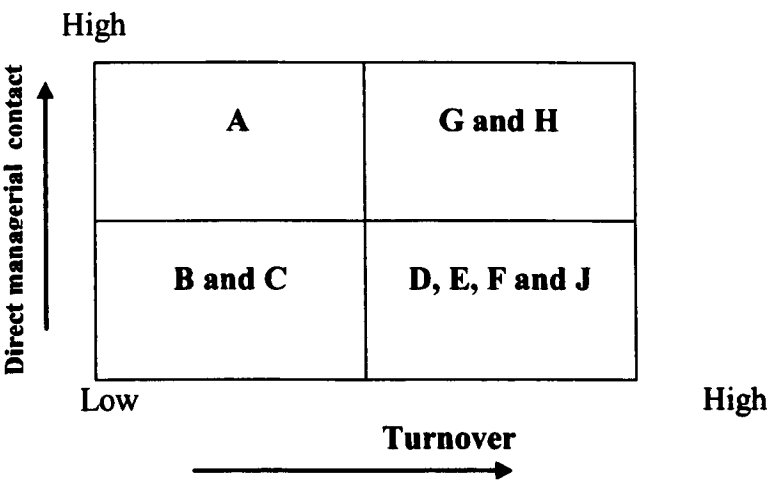 High
Direct managerial contact
A
G and H
B and C
D, E, F and J
Low
High
Turnover